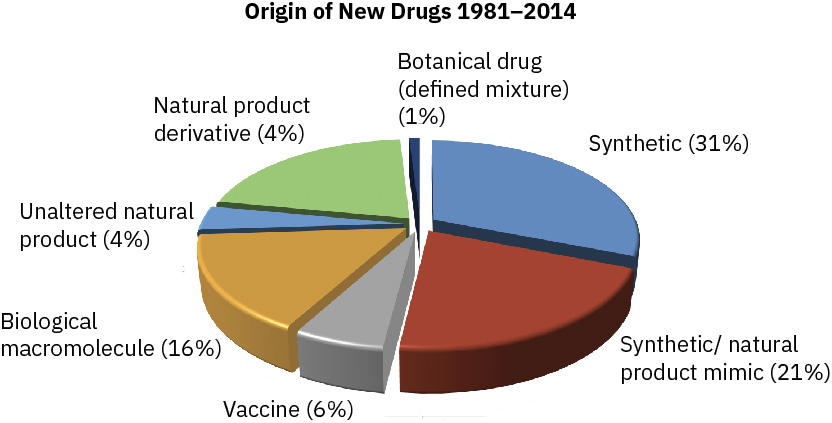 Origin of New Drugs 1981–2014
Botanical drug
(defined mixture)
(1%)
Natural product
derivative (4%)
Synthetic (31%)
Unaltered natural
product (4%)
Biological
macromolecule (16%)
Synthetic/ natural
product mimic (21%)
Vaccine (6%)